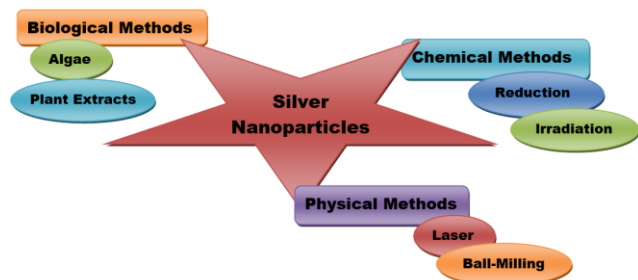 Biological Methods
Algae
Plant Extracts
Silver
Nanoparticles
Chemical Methods
Reduction
Irradiation
Physical Methods
Laser
Ball-Milling